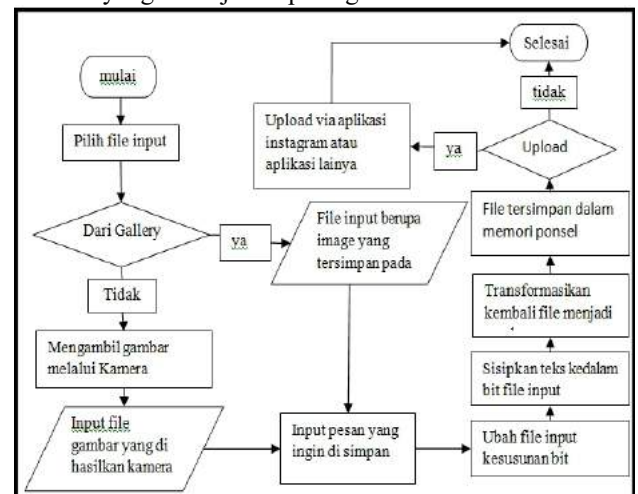 mulai
Pilih file input
Dari Gallery
ya
Tidak
Mengambil gambar
melalui Kamera
Input file
gambar yang di
hasilkan kamera
File input berupa
image yang
tersimpan pada
Input pesan yang
ingin di simpan
Ubah file input
kesusunan bit
Sisipkan teks kedalam
bit file input
Transformasikan
kembali file menjadi
File tersimpan dalam
memori ponsel
Upload
ya
Upload via aplikasi
instagram atau
aplikasi lainya
tidak
Selesai